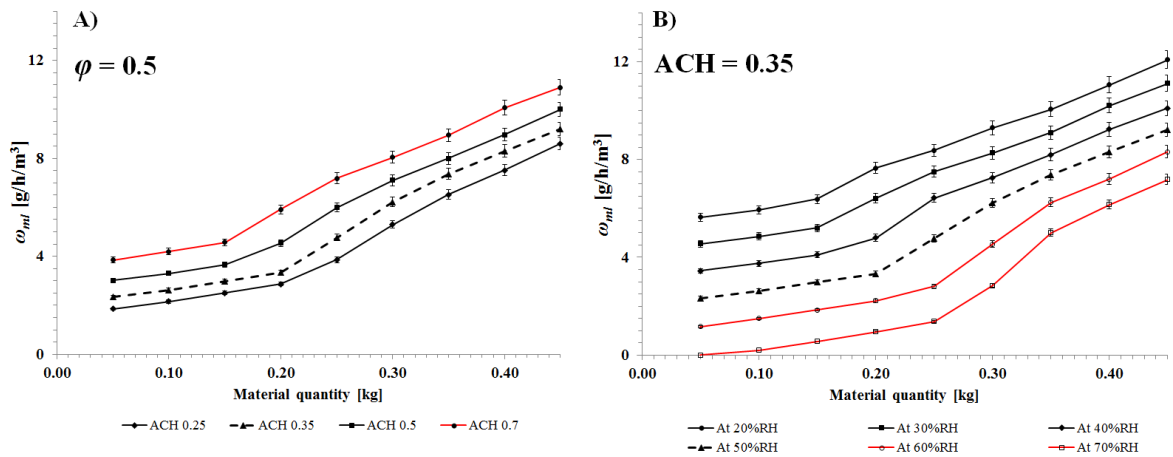 A)
φ = 0.5
ω_ml [g/h/m³]
12
8
4
0
0.00 0.10 0.20 0.30 0.40
Material quantity [kg]
ACH 0.25 ACH 0.35 ACH 0.5 ACH 0.7
B)
ACH = 0.35
ω_ml [g/h/m³]
12
8
4
0
0.00 0.10 0.20 0.30 0.40
Material quantity [kg]
At 20%RH At 30%RH At 40%RH
At 50%RH At 60%RH At 70%RH